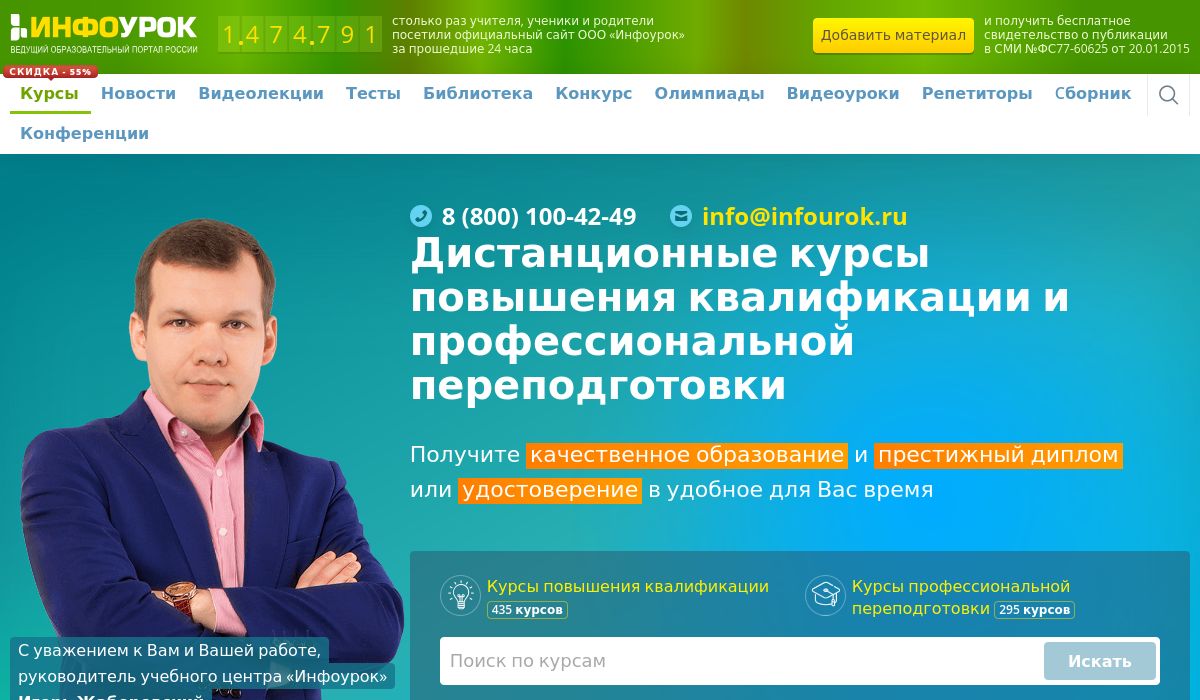 ИНФОУРОК
ВЕДУЩИЙ ОБРАЗОВАТЕЛЬНЫЙ ПОРТАЛ РОССИИ
1.474.791
столько раз учителя, ученики и родители
посетили официальный сайт ООО «Инфоурок»
за прошедшие 24 часа
Добавить материал
и получить бесплатное
свидетельство о публикации
в СМИ №ФС77-60625 от 20.01.2015
СКИДКА - 55%
Курсы Новости Видеолекции Тесты Библиотека Конкурс Олимпиады Видеоуроки Репетиторы Сборник
Конференции
8 (800) 100-42-49 info@infourok.ru
Дистанционные курсы
повышения квалификации и
профессиональной
переподготовки
Получите качественное образование и престижный диплом
или удостоверение в удобное для Вас время
Курсы повышения квалификации
435 курсов
Курсы профессиональной
переподготовки 295 курсов
Поиск по курсам
Искать
С уважением к Вам и Вашей работе,
руководитель учебного центра «Инфоурок»